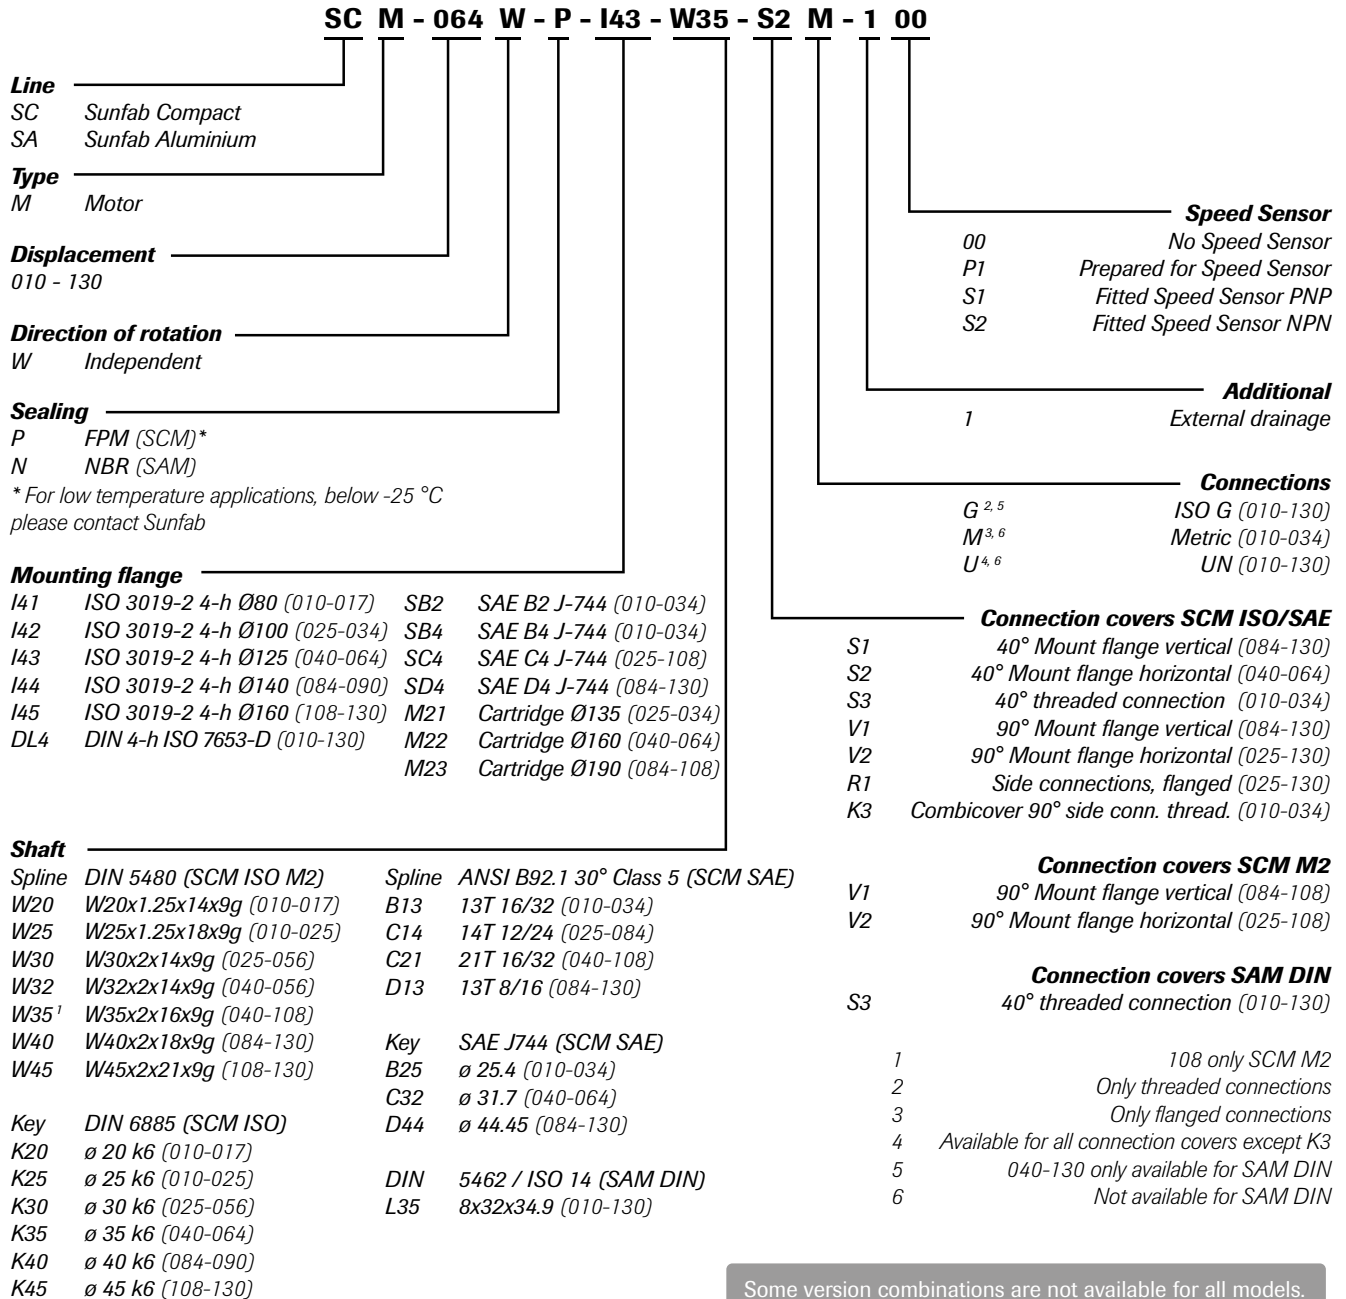 SC M - 064 W - P - I43 - W35 - S2 M - 1 00
Line
SC Sunfab Compact
SA Sunfab Aluminium
Type
M Motor
Displacement
010 - 130
Direction of rotation
W Independent
Sealing
P FPM (SCM)*
N NBR (SAM)
* For low temperature applications, below -25 °C
please contact Sunfab
Mounting flange
I41 ISO 3019-2 4-h Ø80 (010-017)
I42 ISO 3019-2 4-h Ø100 (025-034)
I43 ISO 3019-2 4-h Ø125 (040-064)
I44 ISO 3019-2 4-h Ø140 (084-090)
I45 ISO 3019-2 4-h Ø160 (108-130)
DL4 DIN 4-h ISO 7653-D (010-130)
SB2 SAE B2 J-744 (010-034)
SB4 SAE B4 J-744 (010-034)
SC4 SAE C4 J-744 (025-108)
SD4 SAE D4 J-744 (084-130)
M21 Cartridge Ø135 (025-034)
M22 Cartridge Ø160 (040-064)
M23 Cartridge Ø190 (084-108)
Shaft
Spline DIN 5480 (SCM ISO M2)
W20 W20x1.25x14x9g (010-017)
W25 W25x1.25x18x9g (010-025)
W30 W30x2x14x9g (025-056)
W32 W32x2x14x9g (040-056)
W35 ¹ W35x2x16x9g (040-108)
W40 W40x2x18x9g (084-130)
W45 W45x2x21x9g (108-130)
Key DIN 6885 (SCM ISO)
K20 ø 20 k6 (010-017)
K25 ø 25 k6 (010-025)
K30 ø 30 k6 (025-056)
K35 ø 35 k6 (040-064)
K40 ø 40 k6 (084-090)
K45 ø 45 k6 (108-130)
Spline ANSI B92.1 30° Class 5 (SCM SAE)
B13 13T 16/32 (010-034)
C14 14T 12/24 (025-084)
C21 21T 16/32 (040-108)
D13 13T 8/16 (084-130)
Key SAE J744 (SCM SAE)
B25 ø 25.4 (010-034)
C32 ø 31.7 (040-064)
D44 ø 44.45 (084-130)
DIN 5462 / ISO 14 (SAM DIN)
L35 8x32x34.9 (010-130)
Speed Sensor
00 No Speed Sensor
P1 Prepared for Speed Sensor
S1 Fitted Speed Sensor PNP
S2 Fitted Speed Sensor NPN
Additional
1 External drainage
Connections
G ²,⁵ ISO G (010-130)
M ³,⁶ Metric (010-034)
U ⁴,⁶ UN (010-130)
Connection covers SCM ISO/SAE
S1 40° Mount flange vertical (084-130)
S2 40° Mount flange horizontal (040-064)
S3 40° threaded connection (010-034)
V1 90° Mount flange vertical (084-130)
V2 90° Mount flange horizontal (025-130)
R1 Side connections, flanged (025-130)
K3 Combicover 90° side conn. thread. (010-034)
Connection covers SCM M2
V1 90° Mount flange vertical (084-108)
V2 90° Mount flange horizontal (025-108)
Connection covers SAM DIN
S3 40° threaded connection (010-130)
1 108 only SCM M2
2 Only threaded connections
3 Only flanged connections
4 Available for all connection covers except K3
5 040-130 only available for SAM DIN
6 Not available for SAM DIN
Some version combinations are not available for all models.